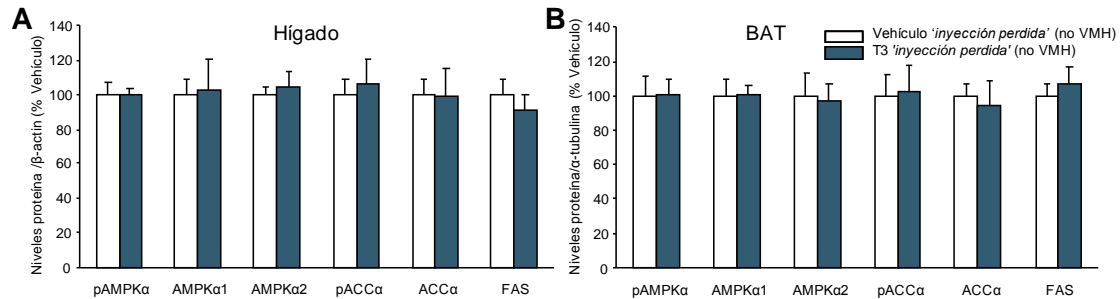 A
Hígado
Niveles proteína /β-actin (% Vehículo)
140
120
100
80
60
40
20
0
pAMPKα AMPKα1 AMPKα2 pACCα ACCα FAS
B
BAT
Vehículo ‘inyección perdida’ (no VMH)
T3 'inyección perdida' (no VMH)
Niveles proteína/α-tubulina (% Vehículo)
140
120
100
80
60
40
20
0
pAMPKα AMPKα1 AMPKα2 pACCα ACCα FAS